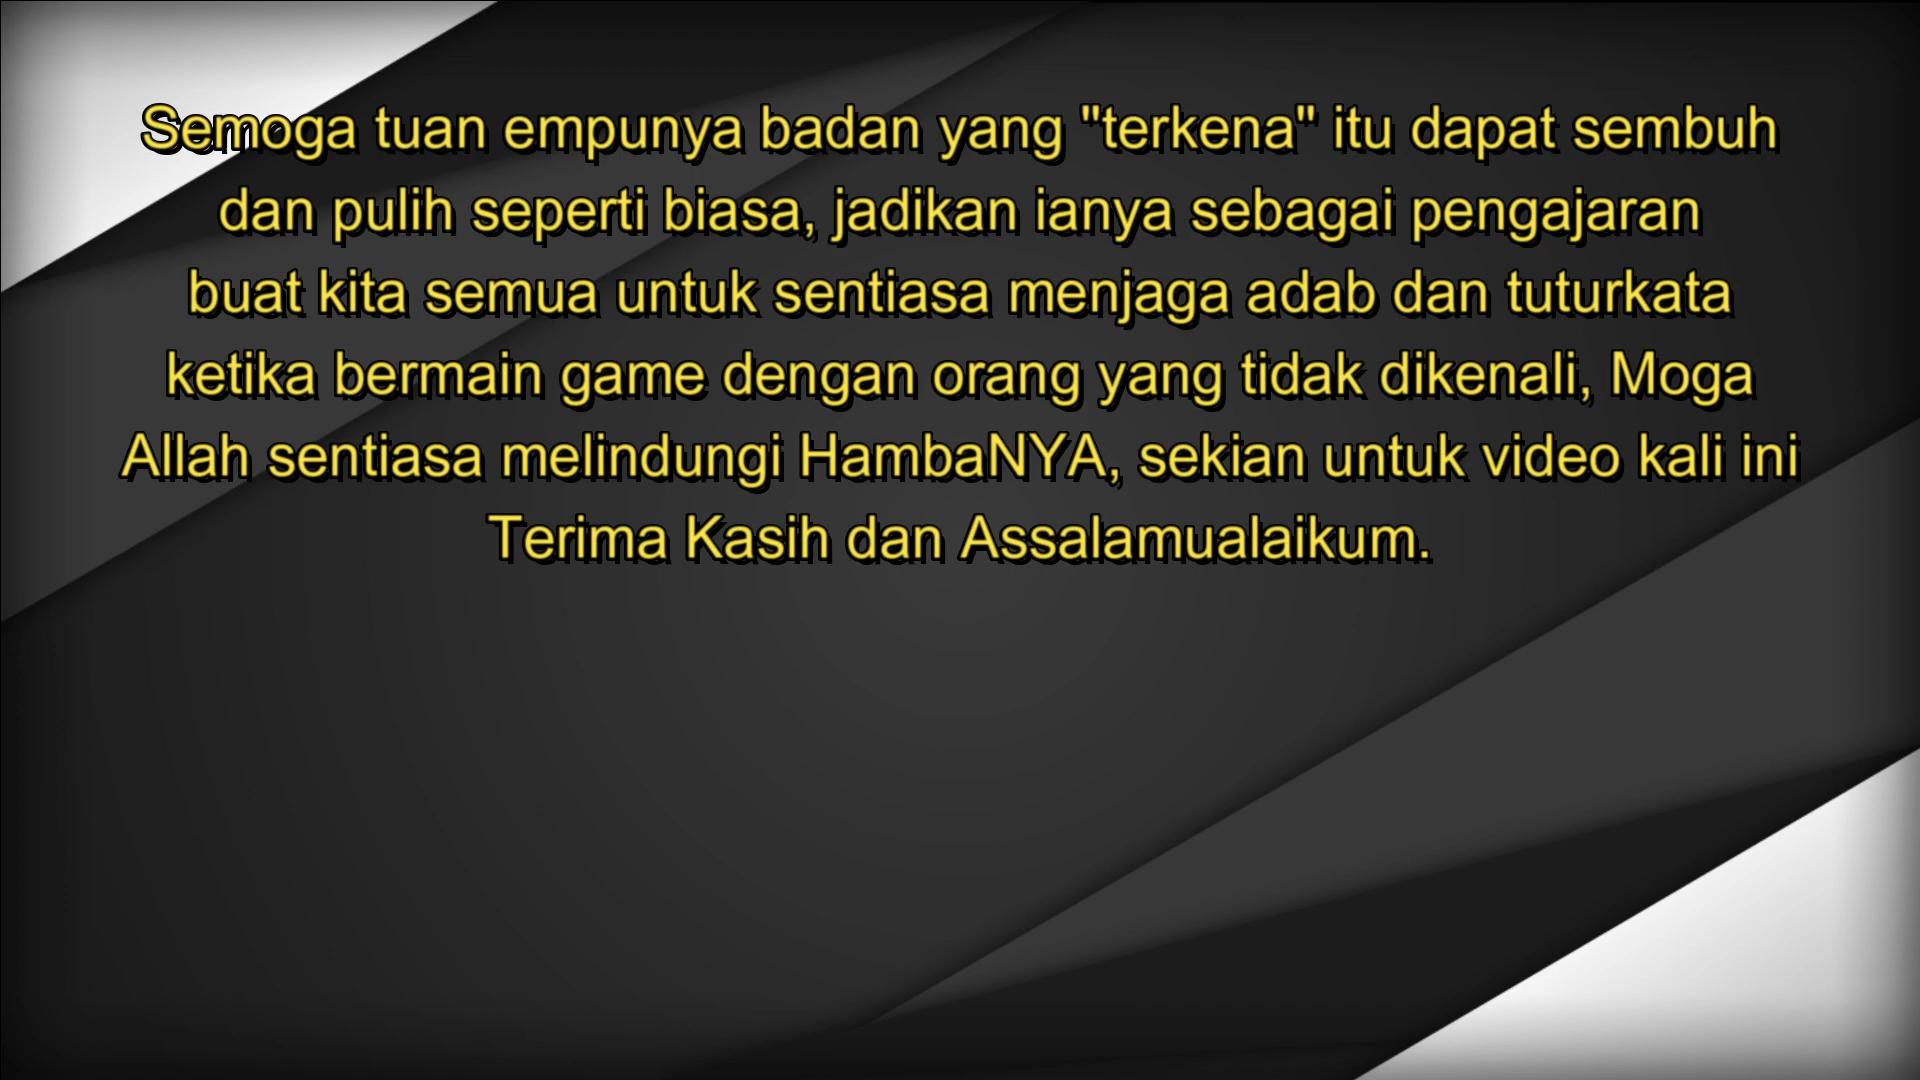 Semoga tuan empunya badan yang "terkena" itu dapat sembuh
dan pulih seperti biasa, jadikan ianya sebagai pengajaran
buat kita semua untuk sentiasa menjaga adab dan tuturkata
ketika bermain game dengan orang yang tidak dikenali, Moga
Allah sentiasa melindungi HambaNYA, sekian untuk video kali ini
Terima Kasih dan Assalamualaikum.